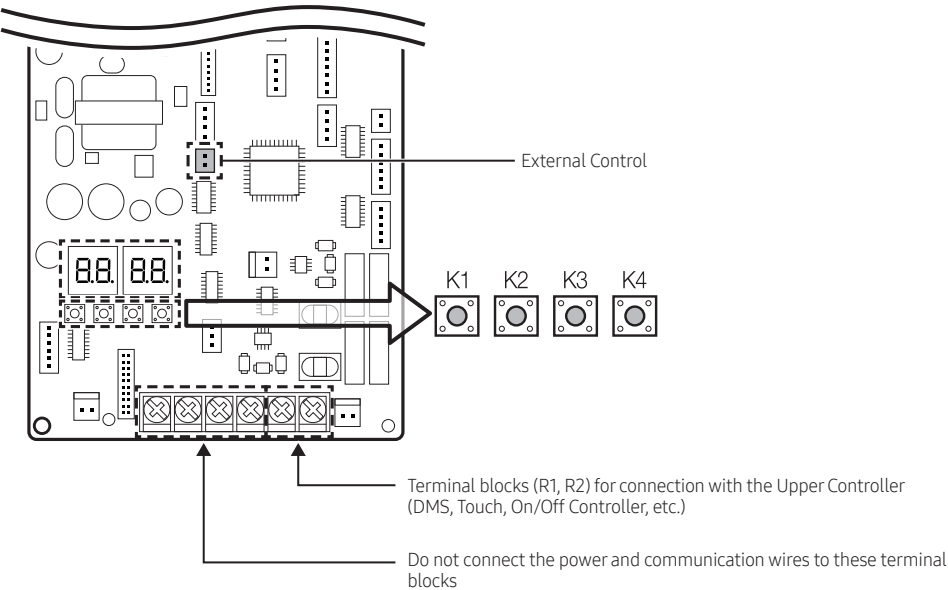 External Control
8.8. 8.8.
K1 K2 K3 K4
Terminal blocks (R1, R2) for connection with the Upper Controller
(DMS, Touch, On/Off Controller, etc.)
Do not connect the power and communication wires to these terminal
blocks